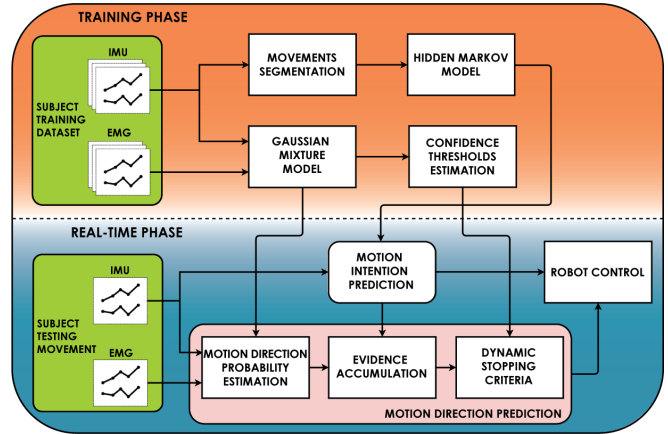 TRAINING PHASE
IMU
SUBJECT
TRAINING
DATASET
EMG
MOVEMENTS
SEGMENTATION
HIDDEN MARKOV
MODEL
GAUSSIAN
MIXTURE
MODEL
CONFIDENCE
THRESHOLDS
ESTIMATION
REAL-TIME PHASE
IMU
SUBJECT
TESTING
MOVEMENT
EMG
MOTION
INTENTION
PREDICTION
ROBOT CONTROL
MOTION DIRECTION
PROBABILITY
ESTIMATION
EVIDENCE
ACCUMULATION
DYNAMIC
STOPPING
CRITERIA
MOTION DIRECTION PREDICTION